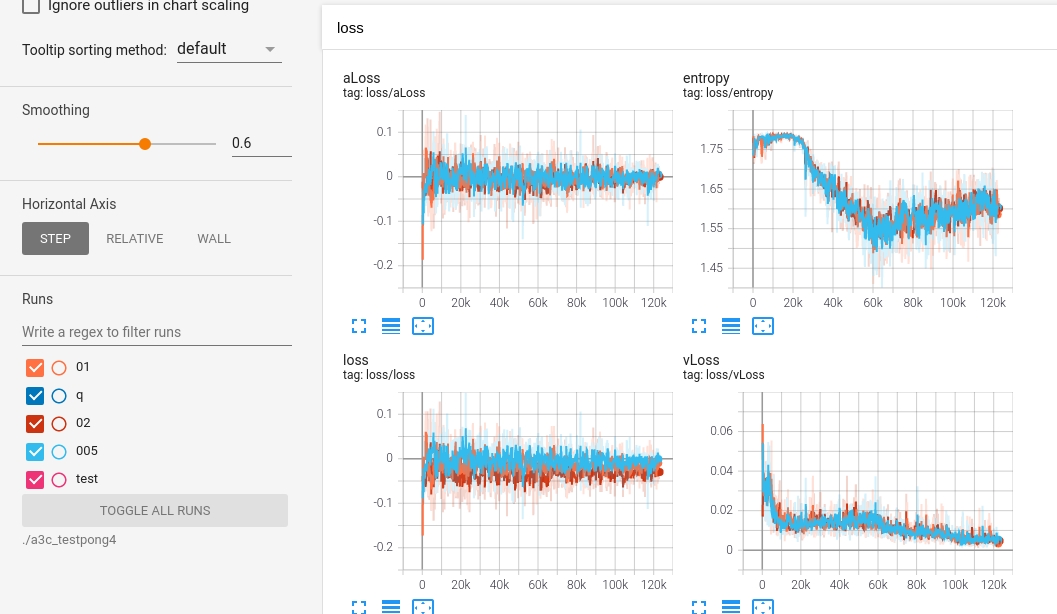 Ignore outliers in chart scaling
Tooltip sorting method: default
Smoothing
0.6
Horizontal Axis
STEP RELATIVE WALL
Runs
Write a regex to filter runs
01
q
02
005
test
TOGGLE ALL RUNS
./a3c_testpong4
loss
aLoss
tag: loss/aLoss
0.1
0
-0.1
-0.2
0 20k 40k 60k 80k 100k 120k
entropy
tag: loss/entropy
1.75
1.65
1.55
1.45
0 20k 40k 60k 80k 100k 120k
loss
tag: loss/loss
0.1
0
-0.1
-0.2
0 20k 40k 60k 80k 100k 120k
vLoss
tag: loss/vLoss
0.06
0.04
0.02
0
0 20k 40k 60k 80k 100k 120k